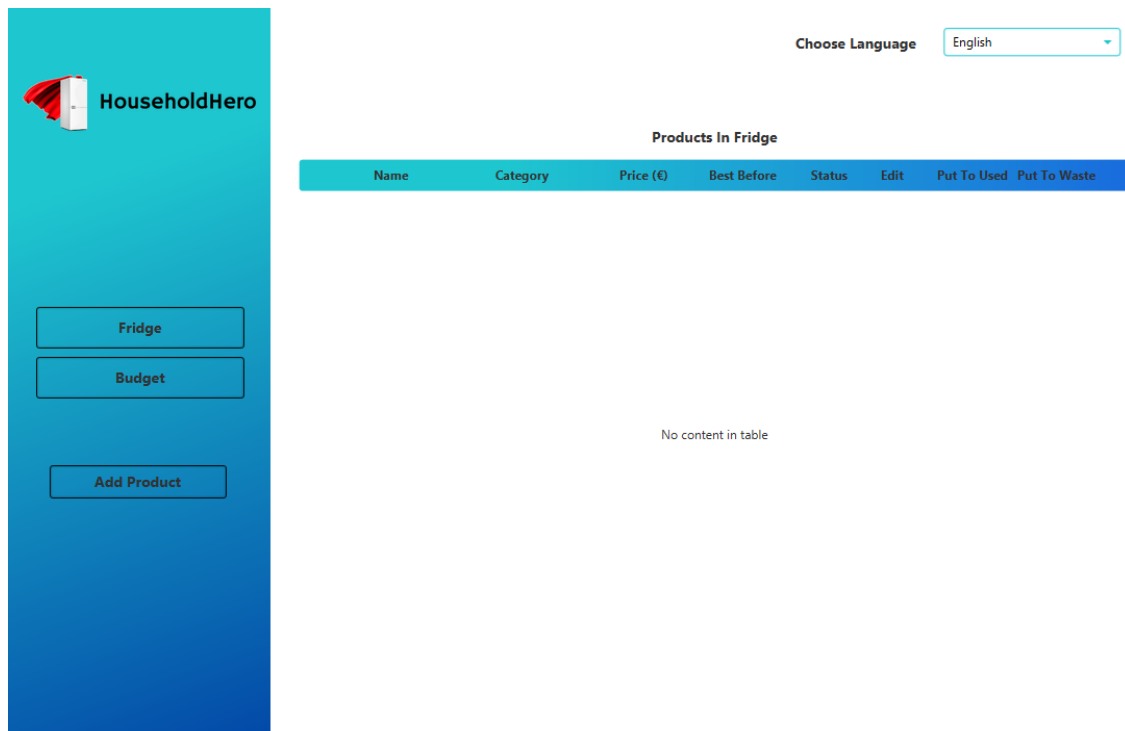 Choose Language English
HouseholdHero
Products In Fridge
Name Category Price (€) Best Before Status Edit Put To Used Put To Waste
Fridge
Budget
No content in table
Add Product